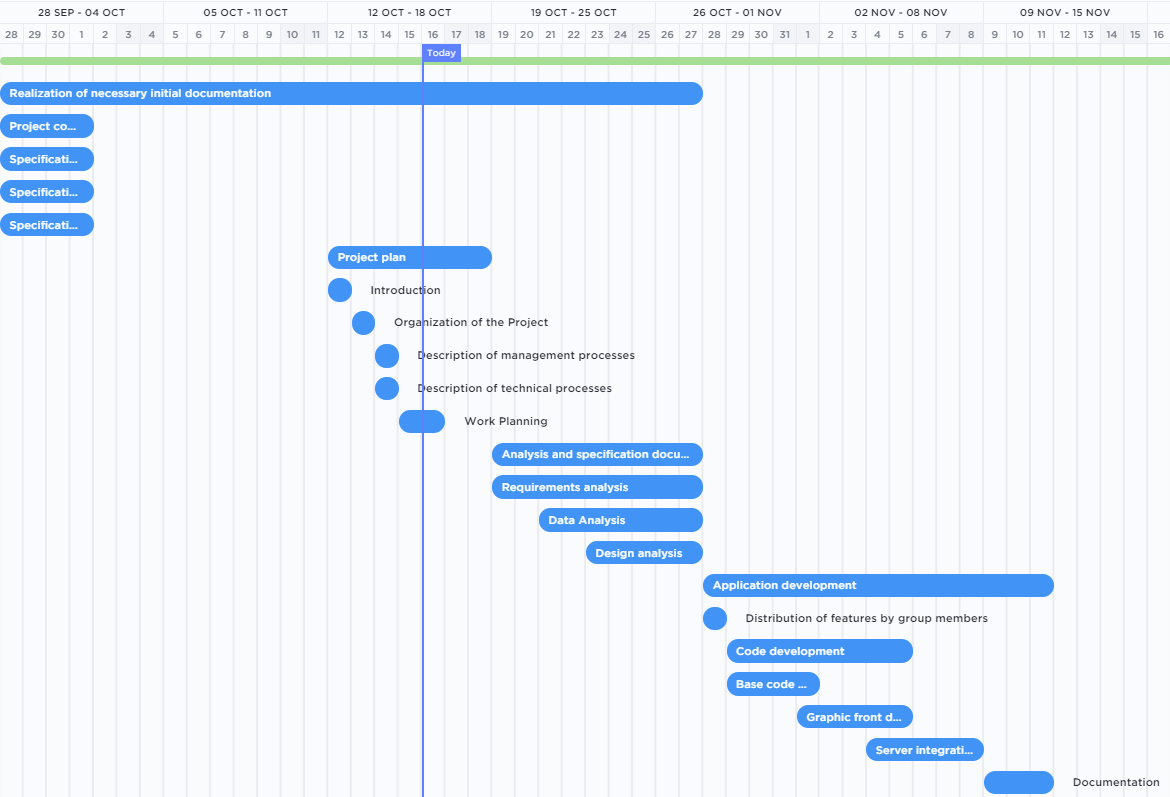 28 SEP - 04 OCT 05 OCT - 11 OCT 12 OCT - 18 OCT 19 OCT - 25 OCT 26 OCT - 01 NOV 02 NOV - 08 NOV 09 NOV - 15 NOV
28 29 30 1 2 3 4 5 6 7 8 9 10 11 12 13 14 15 16 17 18 19 20 21 22 23 24 25 26 27 28 29 30 31 1 2 3 4 5 6 7 8 9 10 11 12 13 14 15 16
Today
Realization of necessary initial documentation
Project co...
Specificati...
Specificati...
Specificati...
Project plan
Introduction
Organization of the Project
Description of management processes
Description of technical processes
Work Planning
Analysis and specification docu...
Requirements analysis
Data Analysis
Design analysis
Application development
Distribution of features by group members
Code development
Base code ...
Graphic front d...
Server integrati...
Documentation